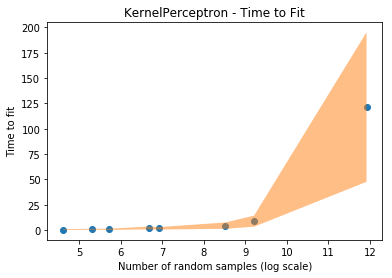 KernelPerceptron - Time to Fit
Time to fit
200
175
150
125
100
75
50
25
0
5 6 7 8 9 10 11 12
Number of random samples (log scale)